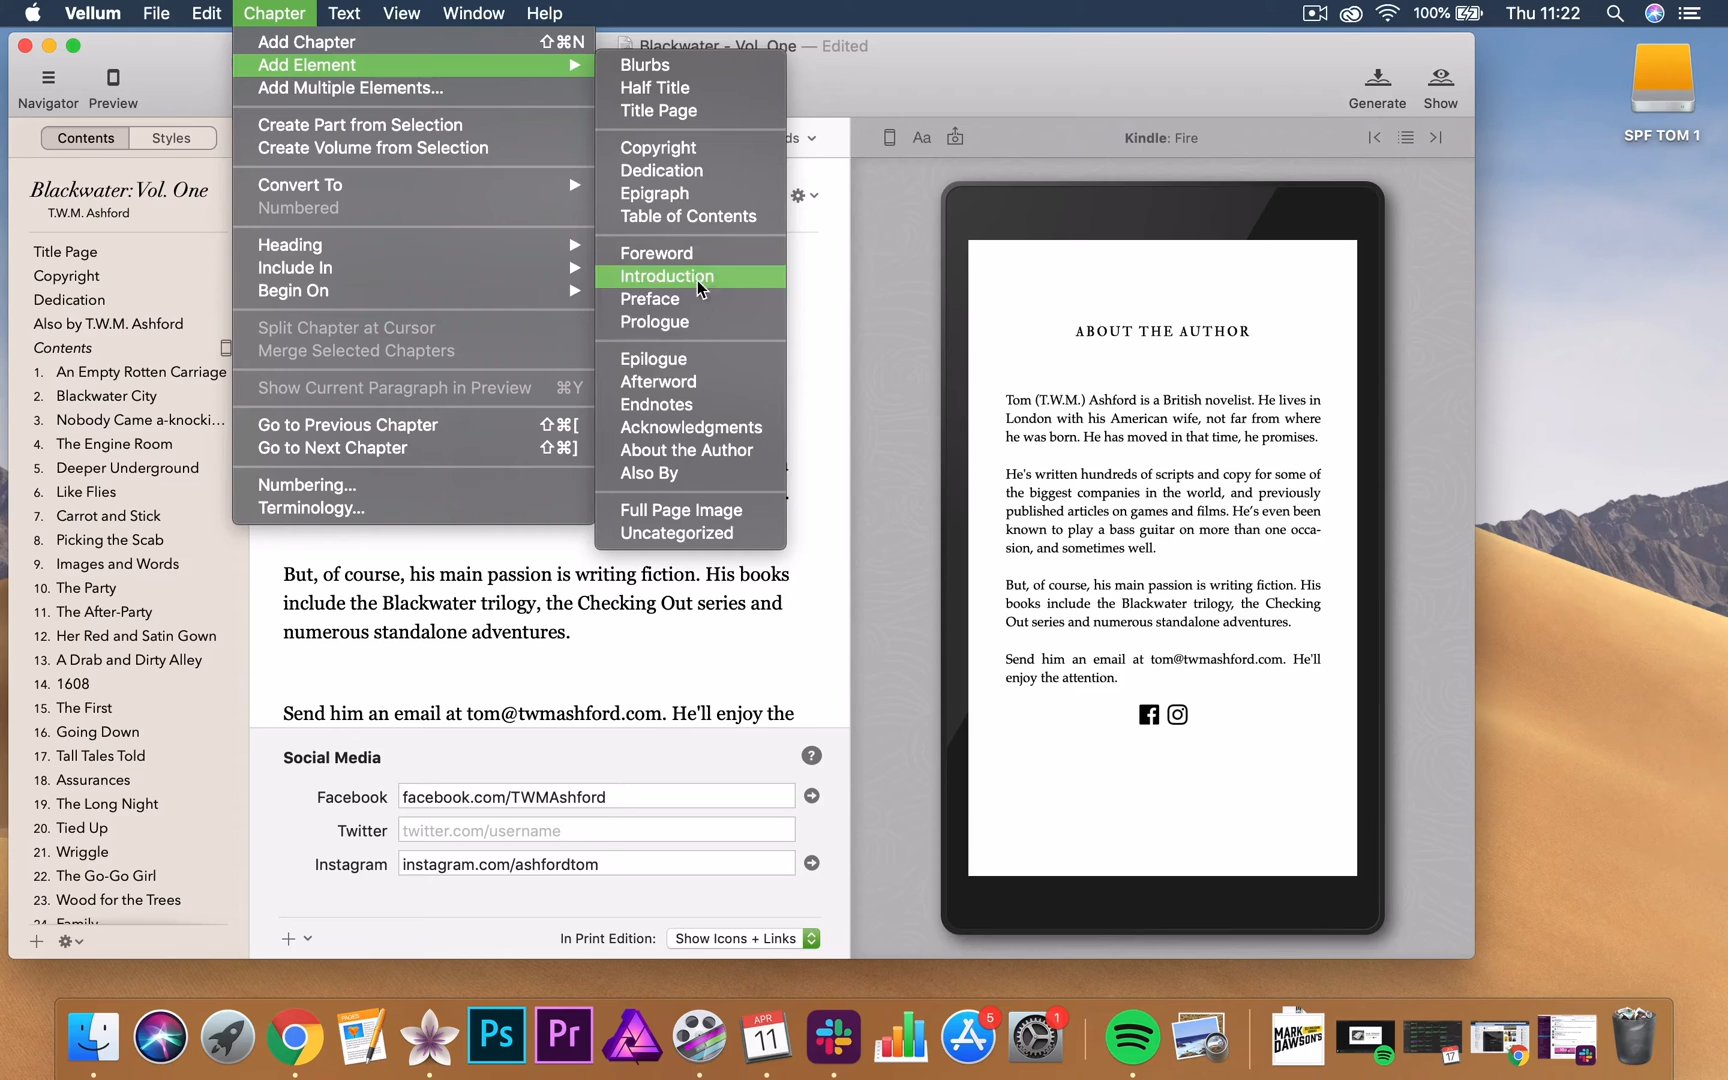 Vellum File Edit Chapter Text View Window Help
100% Thu 11:22
Blackwater - Vol. One — Edited
Navigator Preview
Generate Show
Contents Styles
Blackwater: Vol. One
T.W.M. Ashford
Title Page
Copyright
Dedication
Also by T.W.M. Ashford
Contents
1. An Empty Rotten Carriage
2. Blackwater City
3. Nobody Came a-knocki...
4. The Engine Room
5. Deeper Underground
6. Like Flies
7. Carrot and Stick
8. Picking the Scab
9. Images and Words
10. The Party
11. The After-Party
12. Her Red and Satin Gown
13. A Drab and Dirty Alley
14. 1608
15. The First
16. Going Down
17. Tall Tales Told
18. Assurances
19. The Long Night
20. Tied Up
21. Wriggle
22. The Go-Go Girl
23. Wood for the Trees
24. Family
Add Chapter ⇧⌘N
Add Element
Add Multiple Elements...
Create Part from Selection
Create Volume from Selection
Convert To
Numbered
Heading
Include In
Begin On
Split Chapter at Cursor
Merge Selected Chapters
Show Current Paragraph in Preview ⌘Y
Go to Previous Chapter ⇧⌘[
Go to Next Chapter ⇧⌘]
Numbering...
Terminology...
Blurbs
Half Title
Title Page
Copyright
Dedication
Epigraph
Table of Contents
Foreword
Introduction
Preface
Prologue
Epilogue
Afterword
Endnotes
Acknowledgments
About the Author
Also By
Full Page Image
Uncategorized
But, of course, his main passion is writing fiction. His books
include the Blackwater trilogy, the Checking Out series and
numerous standalone adventures.
Send him an email at tom@twmashford.com. He'll enjoy the
Social Media ?
Facebook facebook.com/TWMAshford
Twitter twitter.com/username
Instagram instagram.com/ashfordtom
In Print Edition: Show Icons + Links
Aa Kindle: Fire
ABOUT THE AUTHOR
Tom (T.W.M.) Ashford is a British novelist. He lives in
London with his American wife, not far from where
he was born. He has moved in that time, he promises.
He's written hundreds of scripts and copy for some of
the biggest companies in the world, and previously
published articles on games and films. He's even been
known to play a bass guitar on more than one occa-
sion, and sometimes well.
But, of course, his main passion is writing fiction. His
books include the Blackwater trilogy, the Checking
Out series and numerous standalone adventures.
Send him an email at tom@twmashford.com. He'll
enjoy the attention.
SPF TOM 1
PAGES
Ps
Pr
APR
11
5
1
MARK
DAWSON'S
17